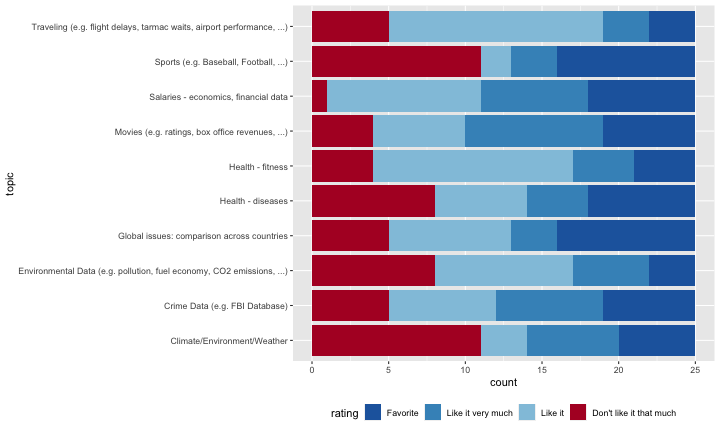 Traveling (e.g. flight delays, tarmac waits, airport performance, ...)
Sports (e.g. Baseball, Football, ...)
Salaries - economics, financial data
Movies (e.g. ratings, box office revenues, ...)
Health - fitness
Health - diseases
Global issues: comparison across countries
Environmental Data (e.g. pollution, fuel economy, CO2 emissions, ...)
Crime Data (e.g. FBI Database)
Climate/Environment/Weather
topic
0 5 10 15 20 25
count
rating Favorite Like it very much Like it Don't like it that much